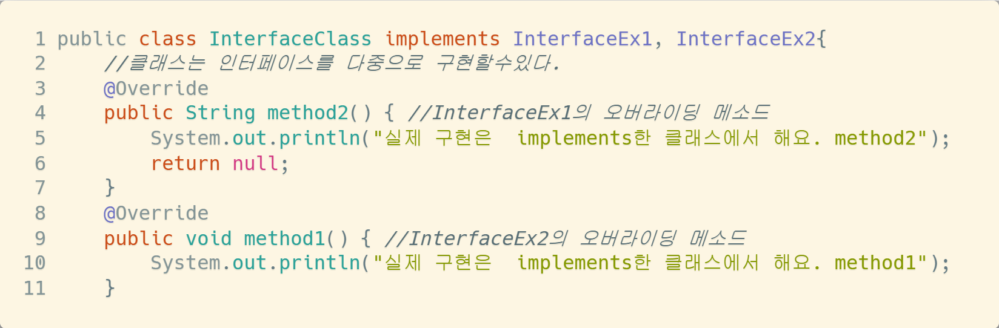 1 public class InterfaceClass implements InterfaceEx1, InterfaceEx2{
2     //클래스는 인터페이스를 다중으로 구현할수있다.
3     @Override
4     public String method2() { //InterfaceEx1의 오버라이딩 메소드
5         System.out.println("실제 구현은  implements한 클래스에서 해요. method2");
6         return null;
7     }
8     @Override
9     public void method1() { //InterfaceEx2의 오버라이딩 메소드
10         System.out.println("실제 구현은  implements한 클래스에서 해요. method1");
11     }